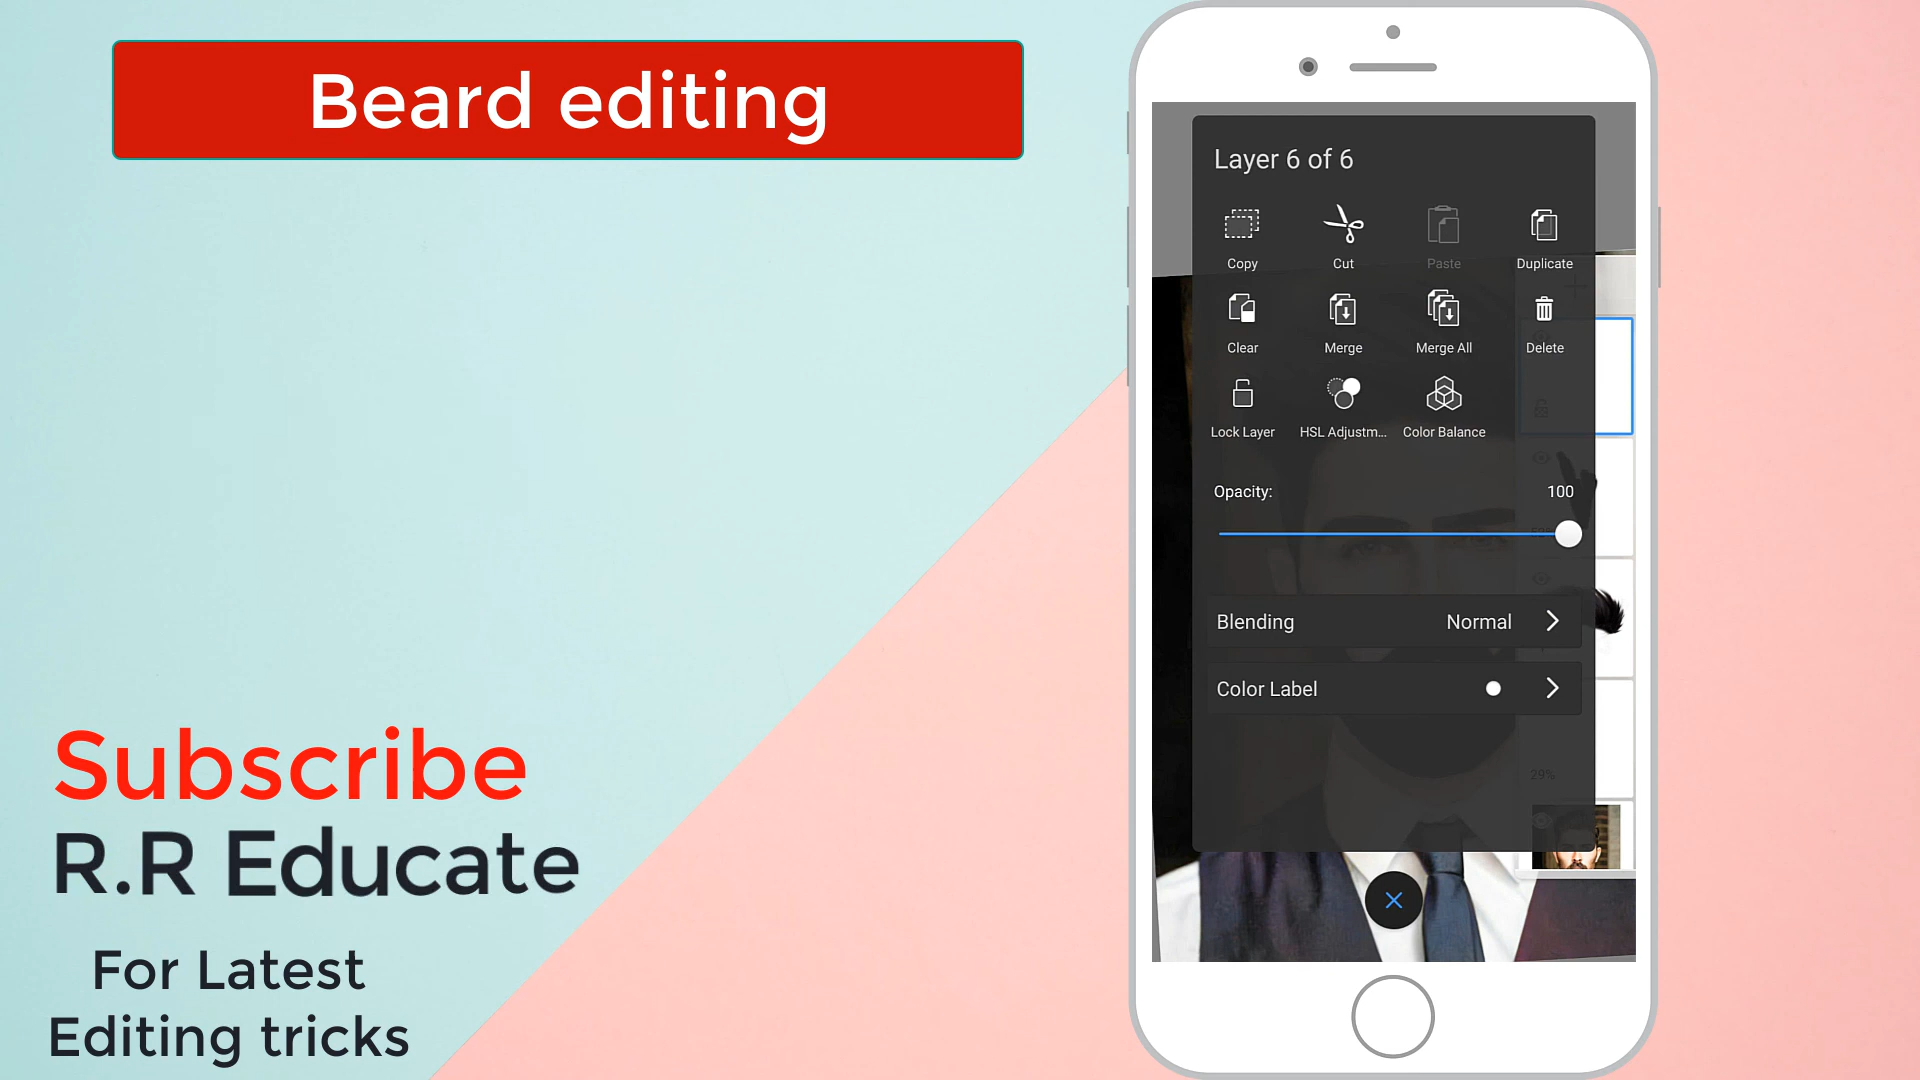 Beard editing
Subscribe
R.R Educate
For Latest
Editing tricks
Layer 6 of 6
Copy Cut Paste Duplicate
Clear Merge Merge All Delete
Lock Layer HSL Adjustm... Color Balance
Opacity: 100
Blending Normal
Color Label
29%